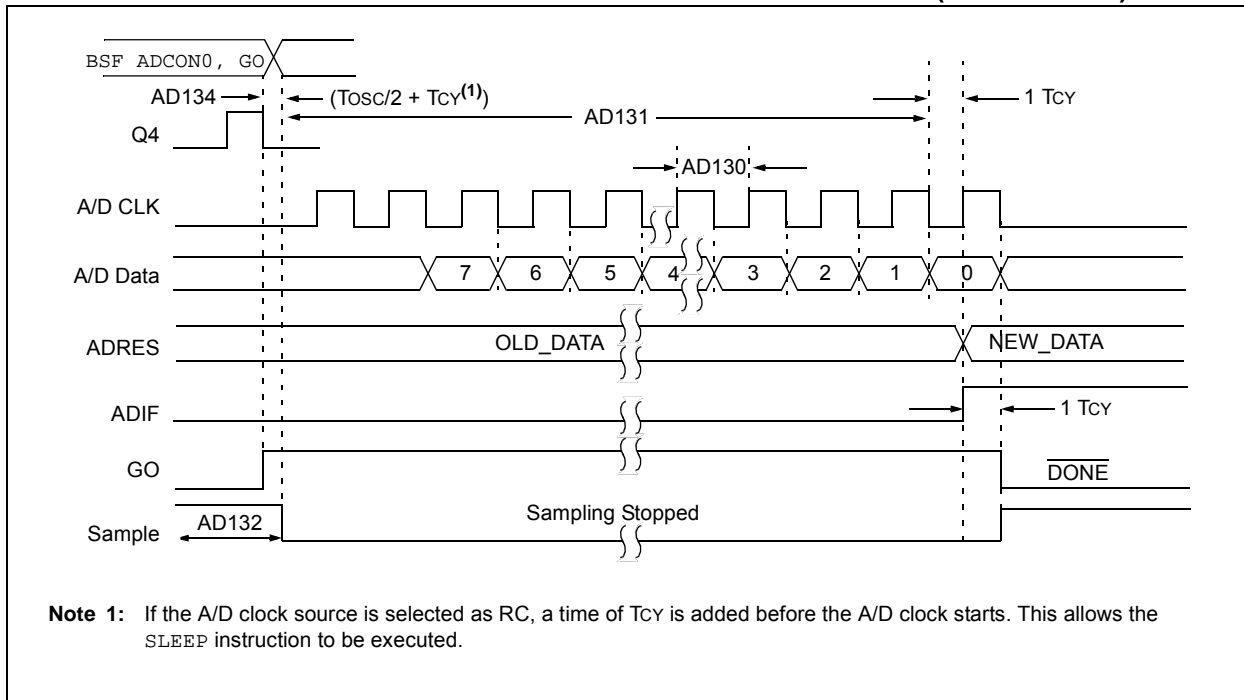 BSF ADCON0, GO
AD134
(TOSC/2 + TCY(1))
1 TCY
AD131
Q4
AD130
A/D CLK
A/D Data
7
6
5
4
3
2
1
0
ADRES
OLD_DATA
NEW_DATA
ADIF
1 TCY
GO
DONE
Sample
AD132
Sampling Stopped
Note 1: If the A/D clock source is selected as RC, a time of TCY is added before the A/D clock starts. This allows the
SLEEP instruction to be executed.